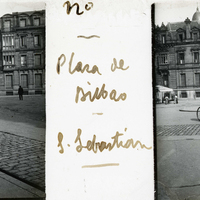 Nº
Plaza de
Bilbao
S. Sebastián